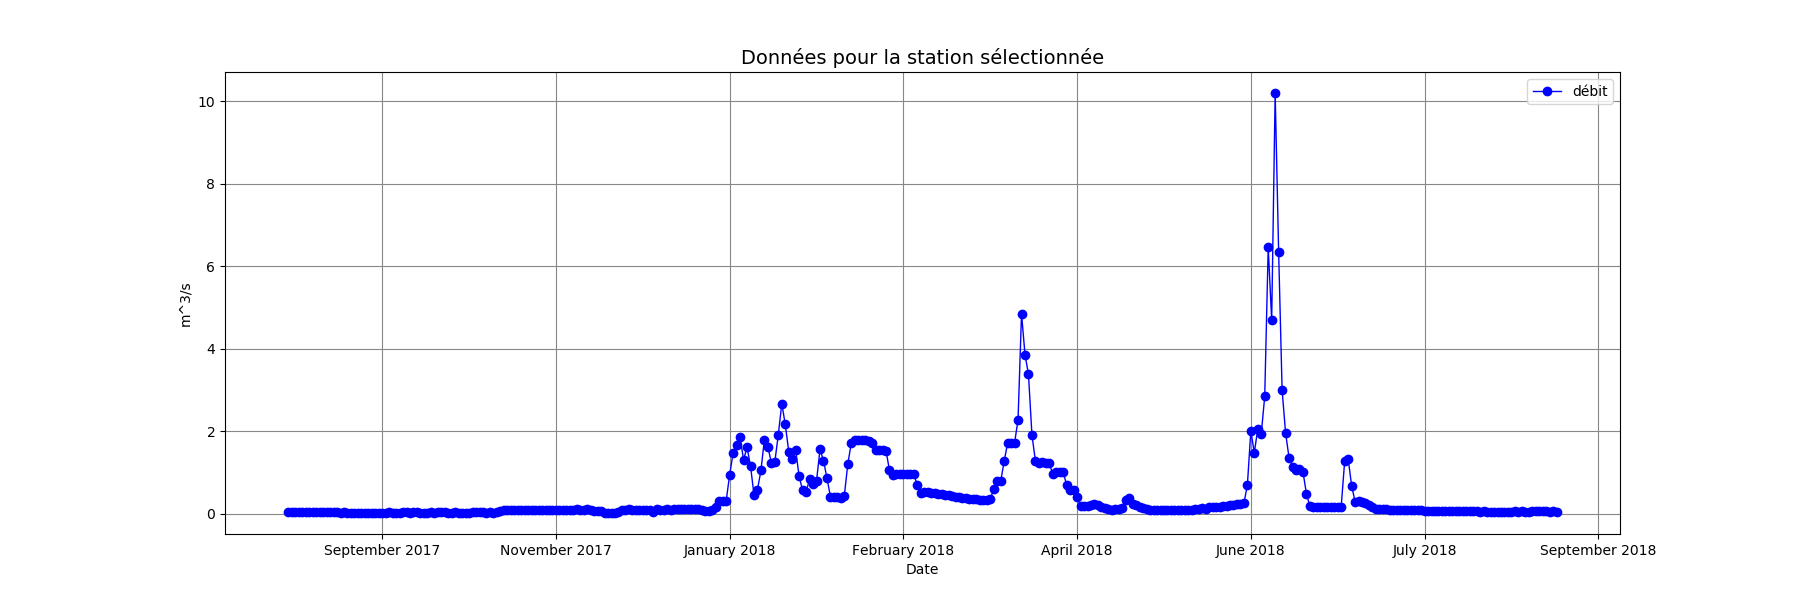 Données pour la station sélectionnée
débit
10
8
6
4
2
0
m^3/s
September 2017 November 2017 January 2018 February 2018 April 2018 June 2018 July 2018 September 2018
Date